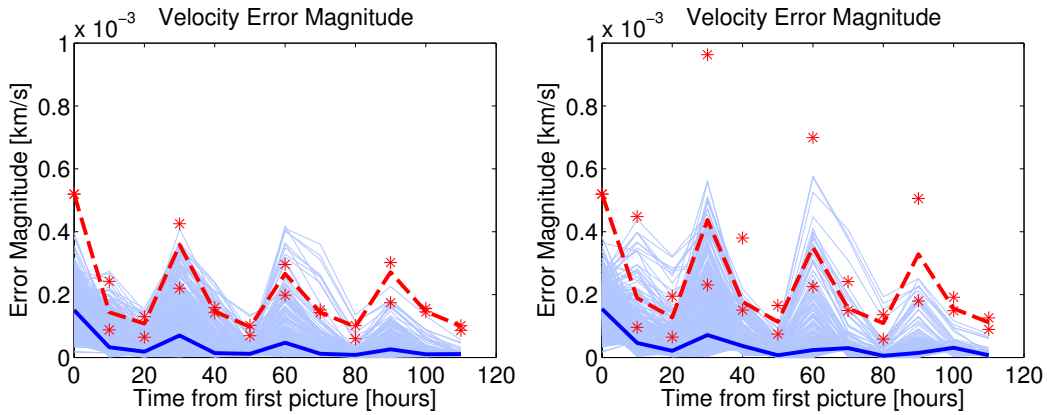 Velocity Error Magnitude
x 10⁻³
1
0.8
0.6
0.4
0.2
0
Error Magnitude [km/s]
0 20 40 60 80 100 120
Time from first picture [hours]
Velocity Error Magnitude
x 10⁻³
1
0.8
0.6
0.4
0.2
0
Error Magnitude [km/s]
0 20 40 60 80 100 120
Time from first picture [hours]